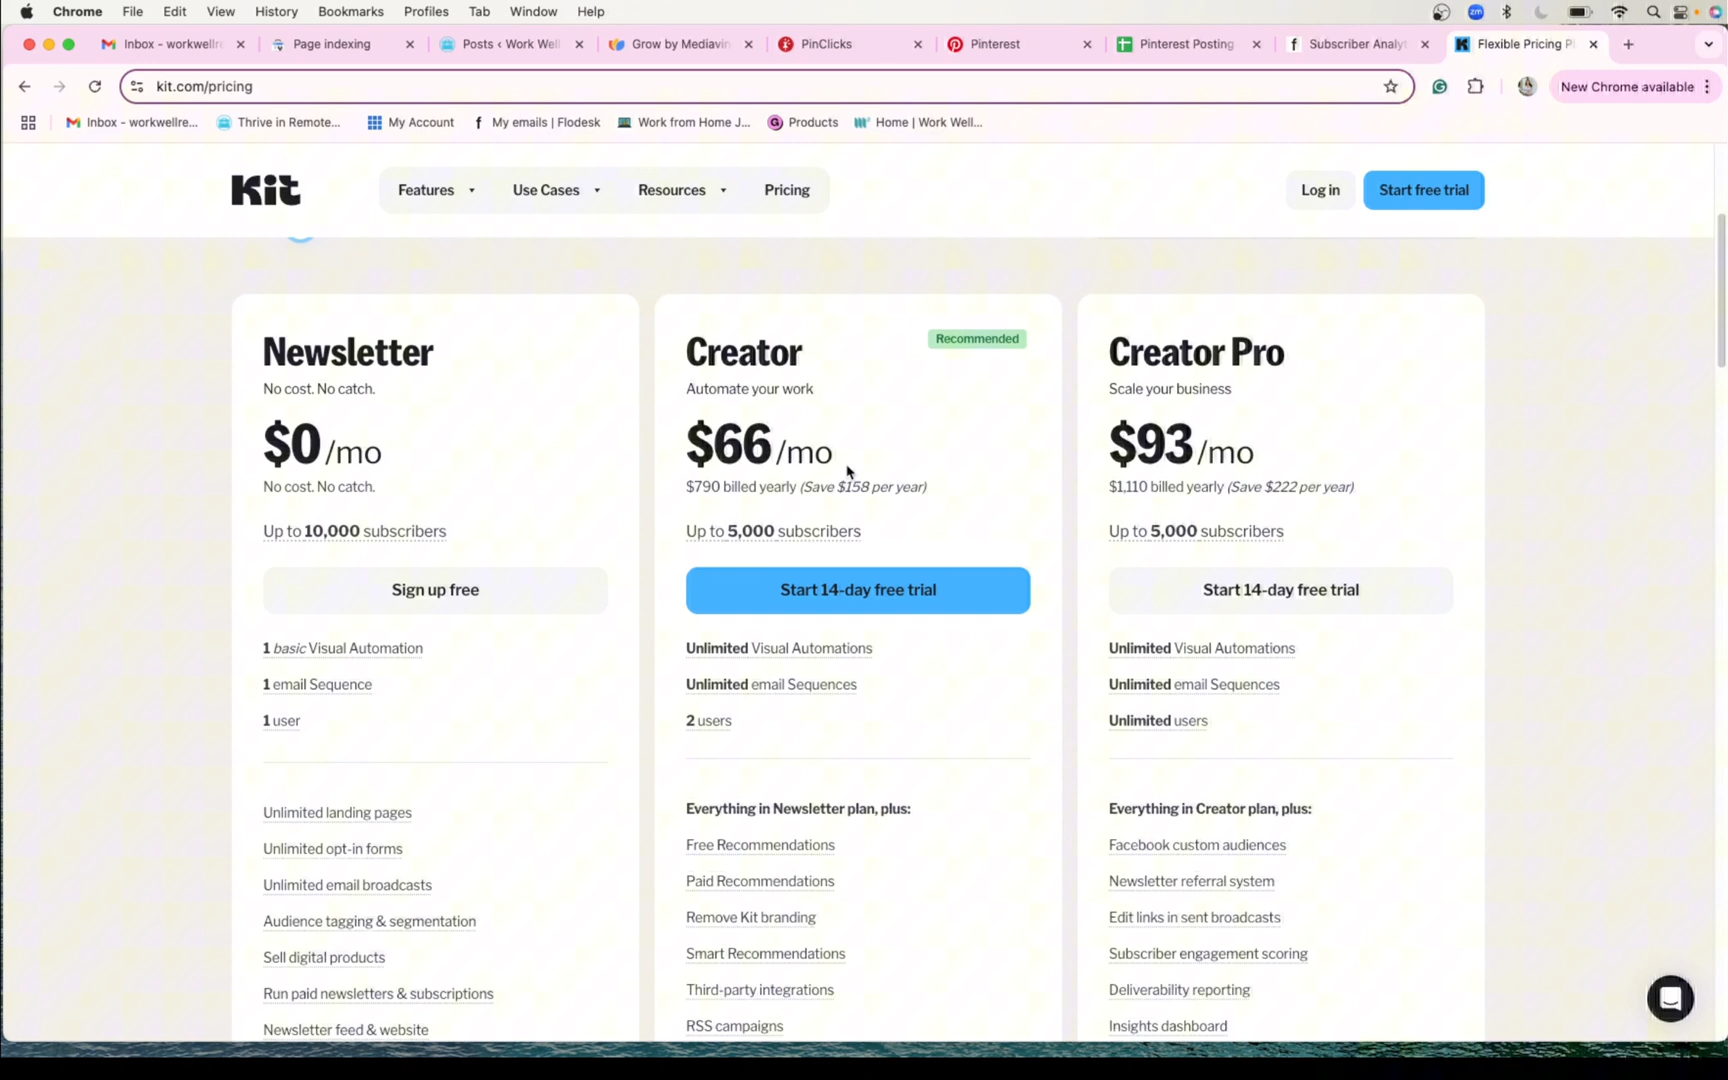 Chrome File Edit View History Bookmarks Profiles Tab Window Help
zm
Inbox - workwellr
Page indexing
Posts ‹ Work Well
Grow by Mediavin
PinClicks
Pinterest
Pinterest Posting
Subscriber Analyt
Flexible Pricing P
kit.com/pricing
New Chrome available
Inbox - workwellre...
Thrive in Remote...
My Account
My emails | Flodesk
Work from Home J...
Products
Home | Work Well...
Kit
Features
Use Cases
Resources
Pricing
Log in
Start free trial
Newsletter
No cost. No catch.
$0/mo
No cost. No catch.
Up to 10,000 subscribers
Sign up free
1 basic Visual Automation
1 email Sequence
1 user
Unlimited landing pages
Unlimited opt-in forms
Unlimited email broadcasts
Audience tagging & segmentation
Sell digital products
Run paid newsletters & subscriptions
Newsletter feed & website
Creator
Recommended
Automate your work
$66/mo
$790 billed yearly (Save $158 per year)
Up to 5,000 subscribers
Start 14-day free trial
Unlimited Visual Automations
Unlimited email Sequences
2 users
Everything in Newsletter plan, plus:
Free Recommendations
Paid Recommendations
Remove Kit branding
Smart Recommendations
Third-party integrations
RSS campaigns
Creator Pro
Scale your business
$93/mo
$1,110 billed yearly (Save $222 per year)
Up to 5,000 subscribers
Start 14-day free trial
Unlimited Visual Automations
Unlimited email Sequences
Unlimited users
Everything in Creator plan, plus:
Facebook custom audiences
Newsletter referral system
Edit links in sent broadcasts
Subscriber engagement scoring
Deliverability reporting
Insights dashboard